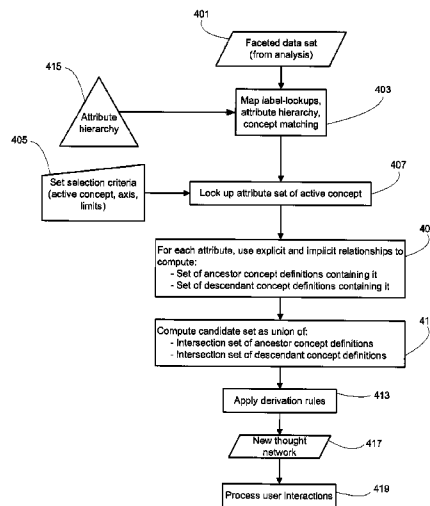 401
Faceted data set
(from analysis)
415
Attribute
hierarchy
403
Map label-lookups,
attribute hierarchy,
concept matching
405
Set selection criteria
(active concept, axis,
limits)
407
Look up attribute set of active concept
40
For each attribute, use explicit and implicit relationships to
compute:
- Set of ancestor concept definitions containing it
- Set of descendant concept definitions containing it
41
Compute candidate set as union of:
- Intersection set of ancestor concept definitions
- Intersection set of descendant concept definitions
413
Apply derivation rules
417
New thought
network
419
Process user interactions